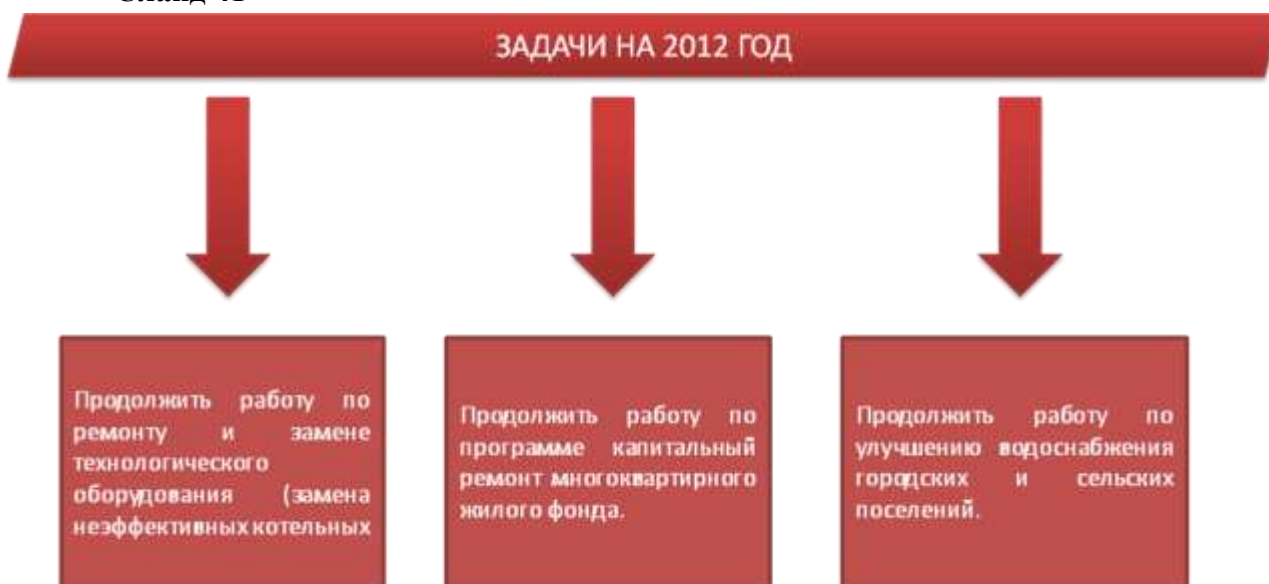 ЗАДАЧИ НА 2012 ГОД
Продолжить работу по
ремонту и замене
технологического
оборудования (замена
неэффективных котельных
Продолжить работу по
программе капитальный
ремонт многоквартирного
жилого фонда.
Продолжить работу по
улучшению водоснабжения
городских и сельских
поселений.